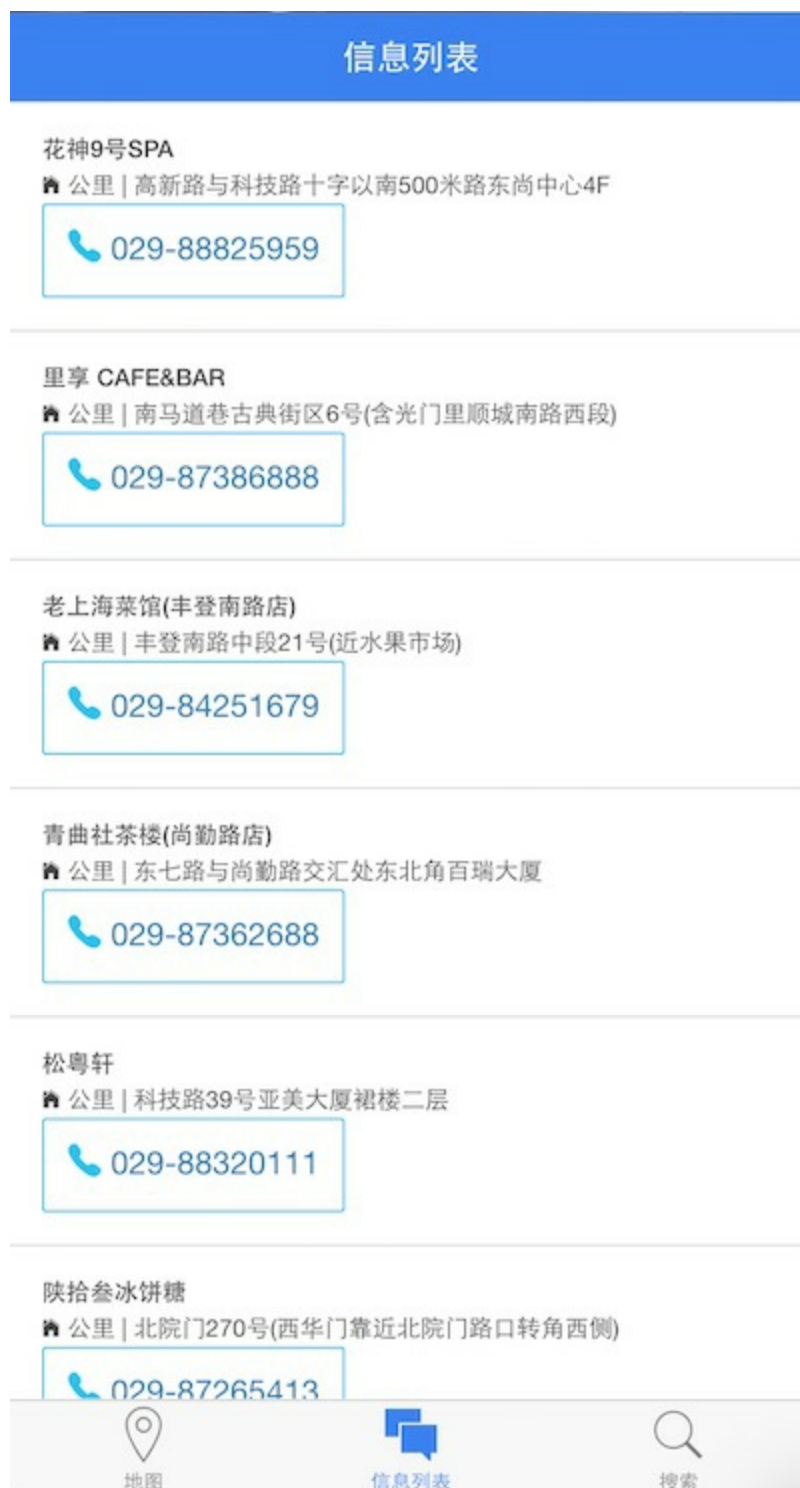 信息列表
花神9号SPA
公里 | 高新路与科技路十字以南500米路东尚中心4F
029-88825959
里享 CAFE&BAR
公里 | 南马道巷古典街区6号(含光门里顺城南路西段)
029-87386888
老上海菜馆(丰登南路店)
公里 | 丰登南路中段21号(近水果市场)
029-84251679
青曲社茶楼(尚勤路店)
公里 | 东七路与尚勤路交汇处东北角百瑞大厦
029-87362688
松粤轩
公里 | 科技路39号亚美大厦裙楼二层
029-88320111
陕拾叁冰饼糖
公里 | 北院门270号(西华门靠近北院门路口转角西侧)
029-87265413
地图
信息列表
搜索